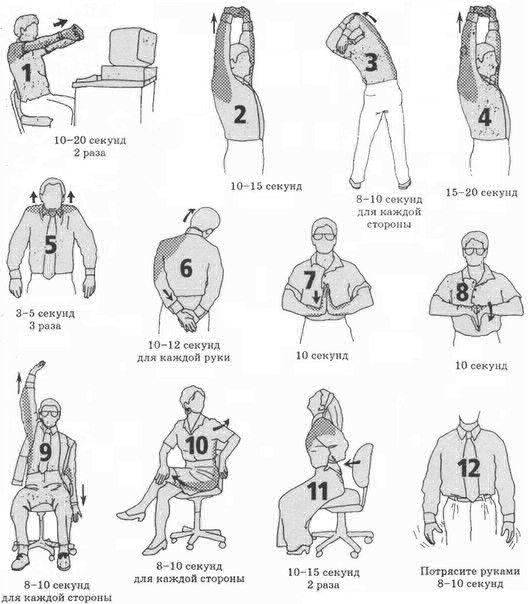 1
10–20 секунд
2 раза
2
10–15 секунд
3
8–10 секунд
для каждой
стороны
4
15–20 секунд
5
3–5 секунд
3 раза
6
10–12 секунд
для каждой руки
7
10 секунд
8
10 секунд
9
8–10 секунд
для каждой стороны
10
8–10 секунд
для каждой стороны
11
10–15 секунд
2 раза
12
Потрясите руками
8–10 секунд